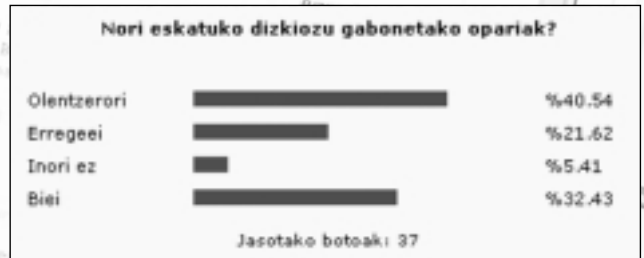 Nori eskatuko dizkiozu gabonetako opariak?
Olentzerori %40.54
Erregeei %21.62
Inori ez %5.41
Biei %32.43
Jasotako botoak: 37